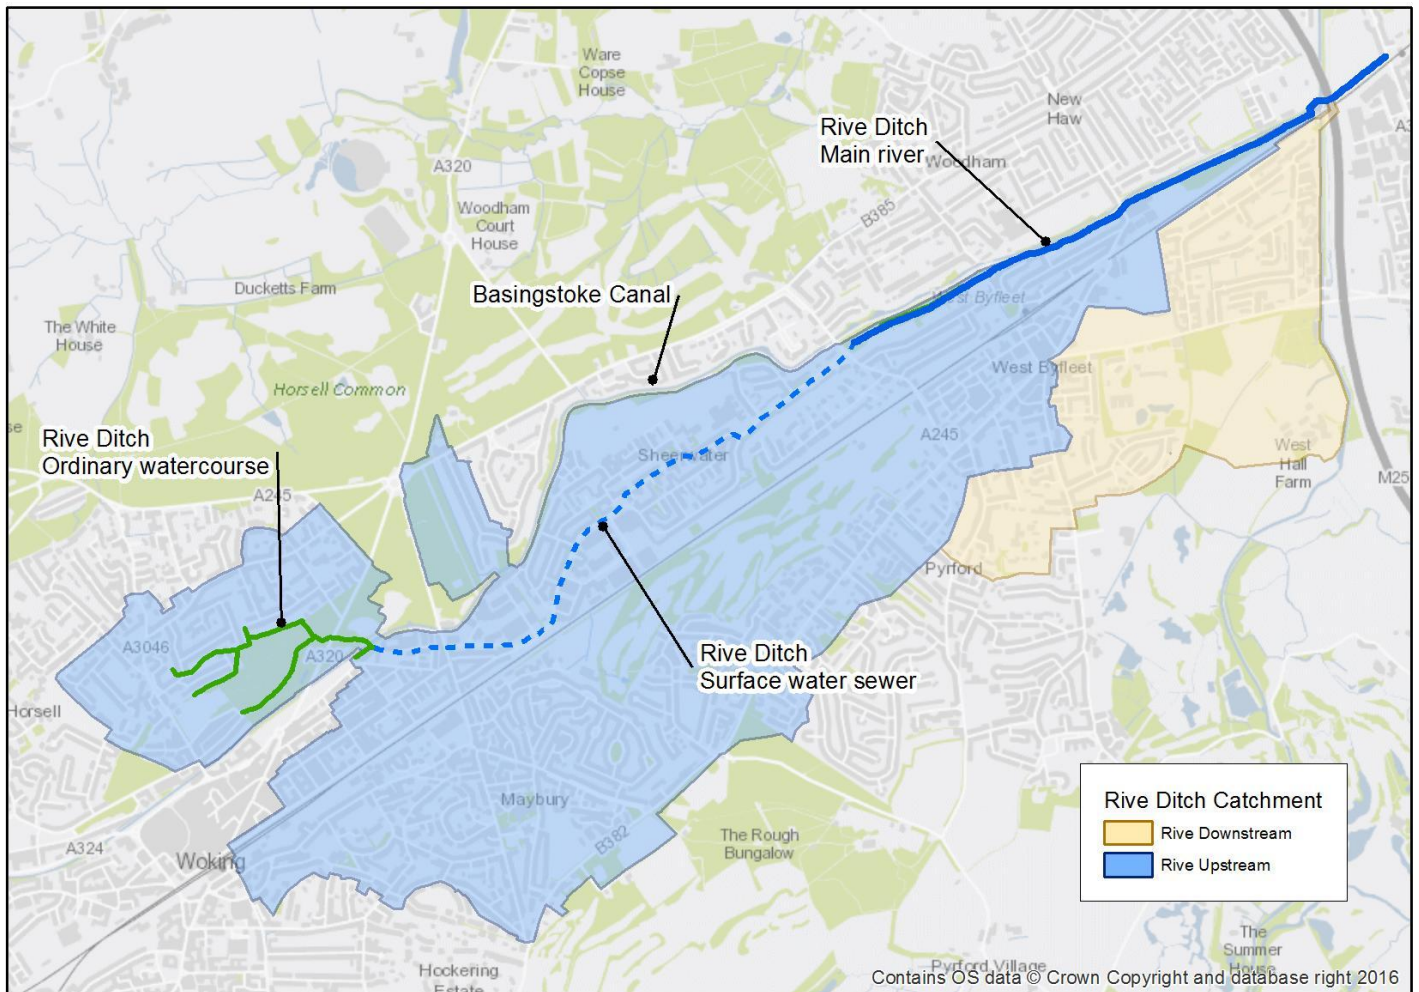 Ware
Copse
House
New
Haw
Rive Ditch
Main river
Woodham
A320
Woodham
Court
House
B385
Ducketts Farm
Basingstoke Canal
West Byfleet
The White
House
Horsell Common
West Byfleet
Rive Ditch
Ordinary watercourse
A245
Sheerwater
West
Hall
Farm
M25
A245
Pyrford
A3046
A320
Rive Ditch
Surface water sewer
Horsell
Maybury
B382
The Rough
Bungalow
A324
Woking
Rive Ditch Catchment
Rive Downstream
Rive Upstream
The
Summer
House
Hockering
Estate
Pyrford Village
Contains OS data © Crown Copyright and database right 2016